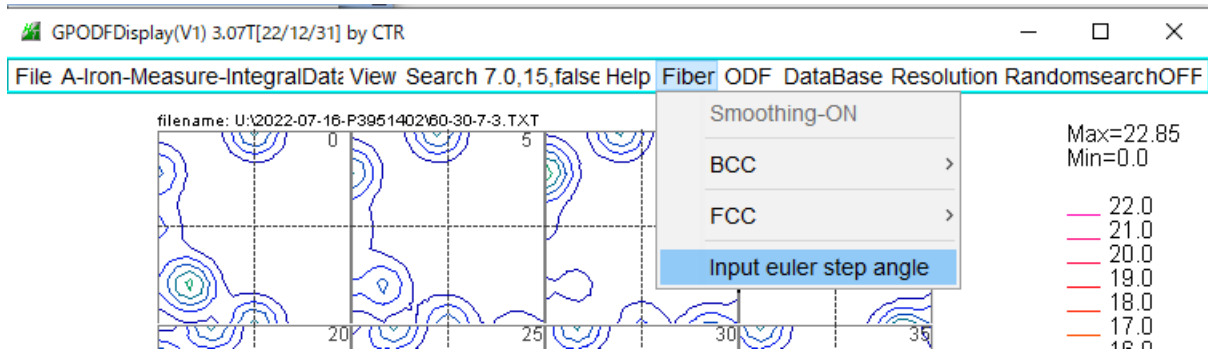 GPODFDisplay(V1) 3.07T[22/12/31] by CTR
File A-Iron-Measure-IntegralData View Search 7.0,15,false Help Fiber ODF DataBase Resolution RandomsearchOFF
filename: U:\2022-07-16-P3951402\60-30-7-3.TXT
Smoothing-ON
BCC
FCC
Input euler step angle
0
5
20
25
30
35
Max=22.85
Min=0.0
22.0
21.0
20.0
19.0
18.0
17.0
16.0